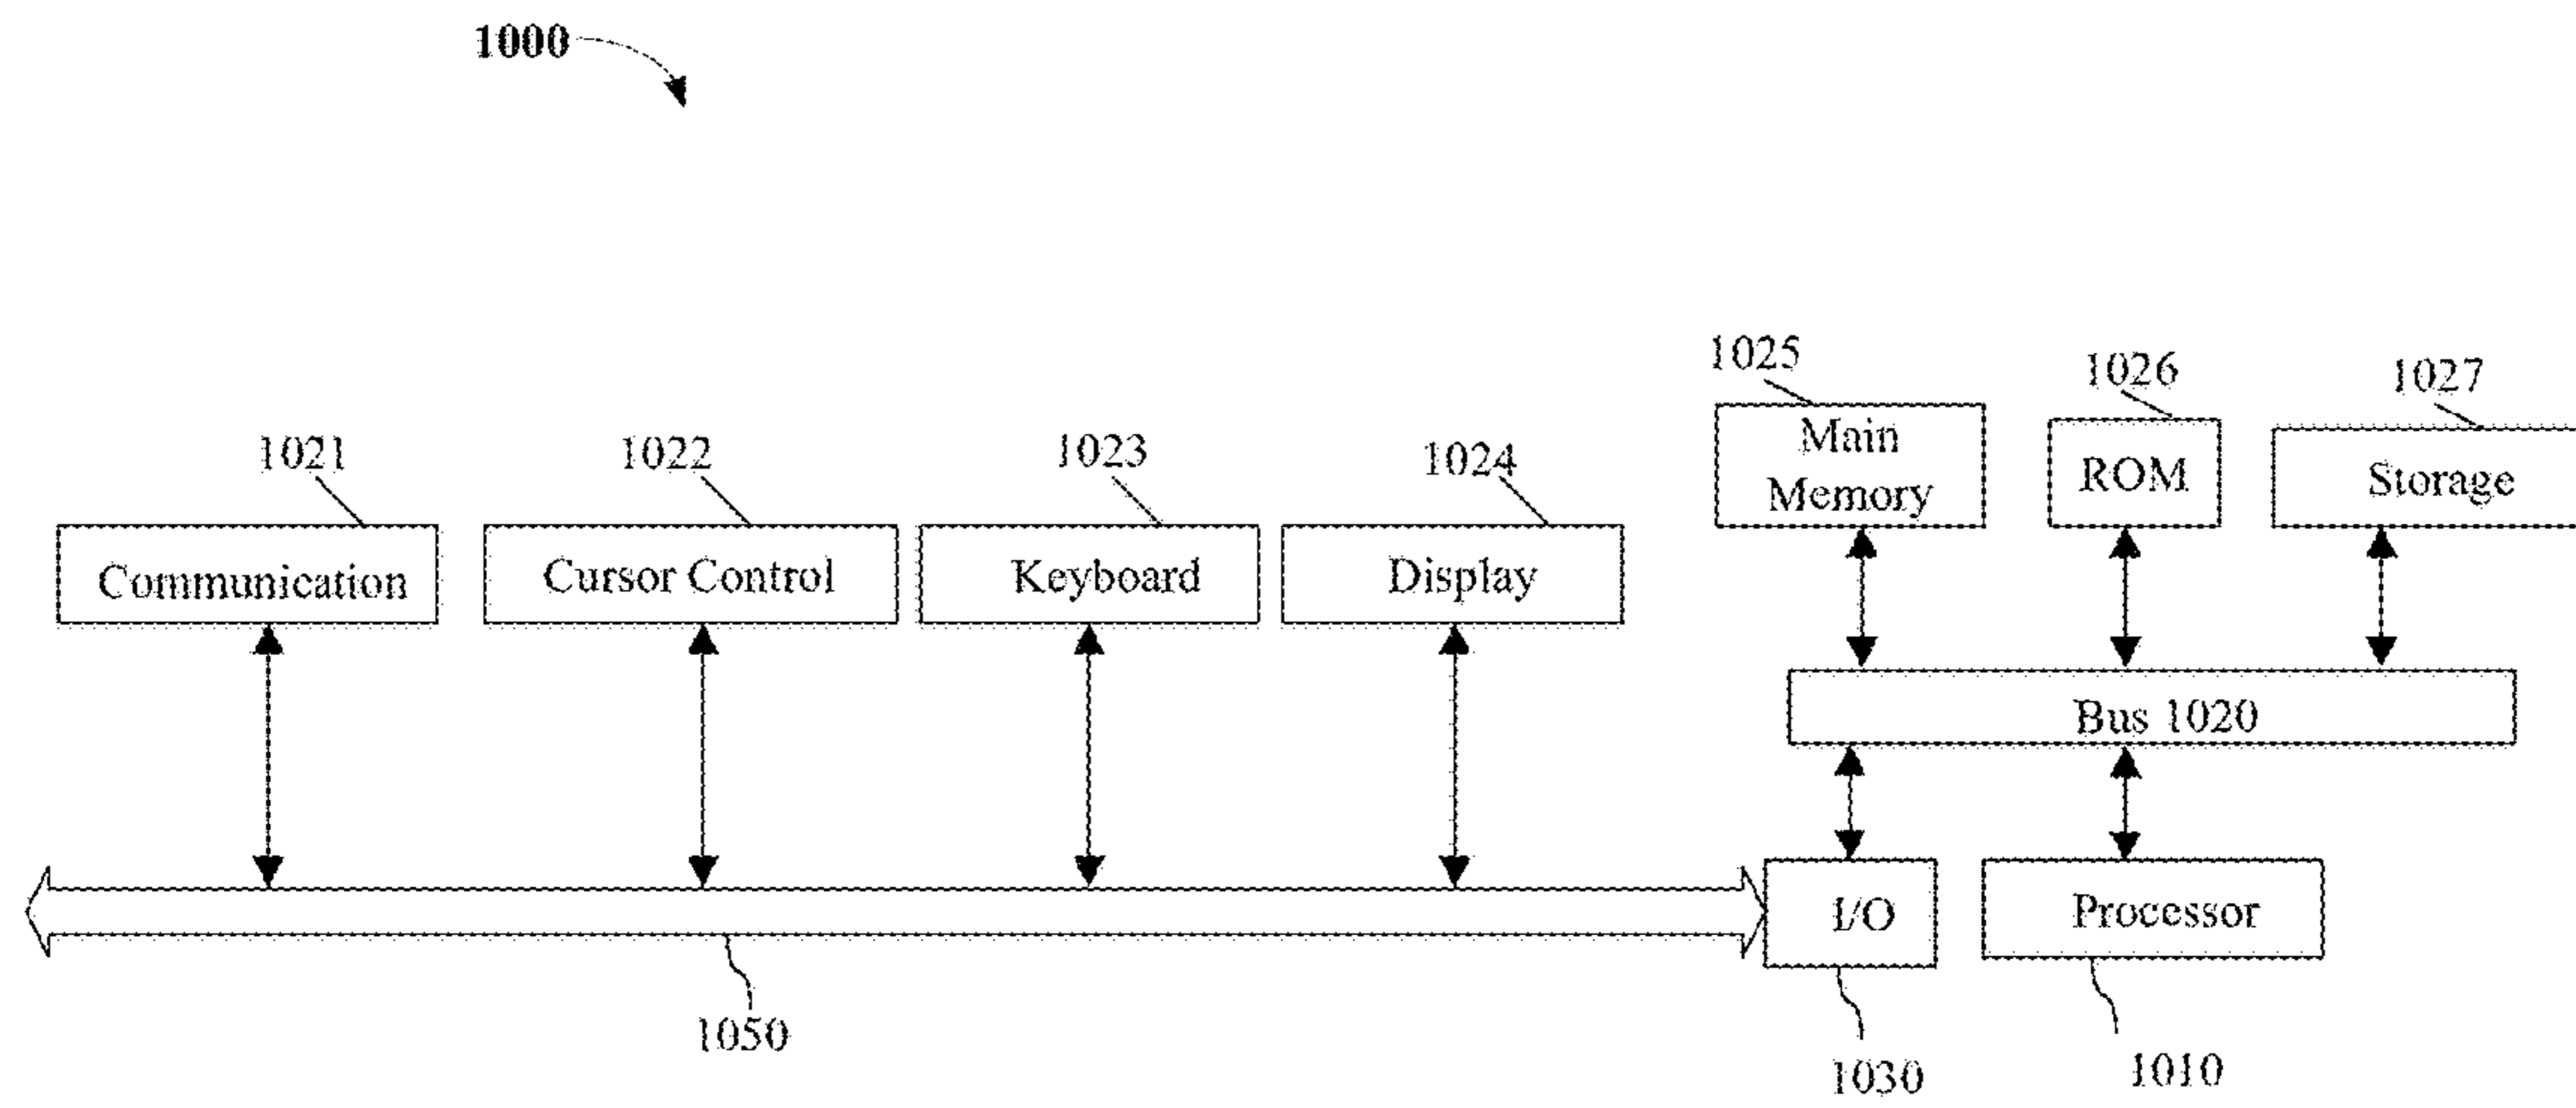 1000
1025
1026
1027
Main
Memory
ROM
Storage
1021
1022
1023
1024
Communication
Cursor Control
Keyboard
Display
Bus 1020
I/O
Processor
1050
1030
1010